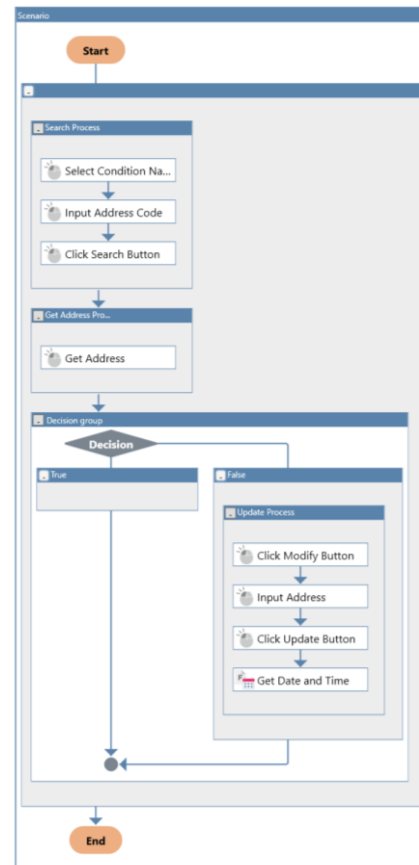 Scenario
Start
Search Process
Select Condition Na...
Input Address Code
Click Search Button
Get Address Pro...
Get Address
Decision group
Decision
True
False
Update Process
Click Modify Button
Input Address
Click Update Button
Get Date and Time
End